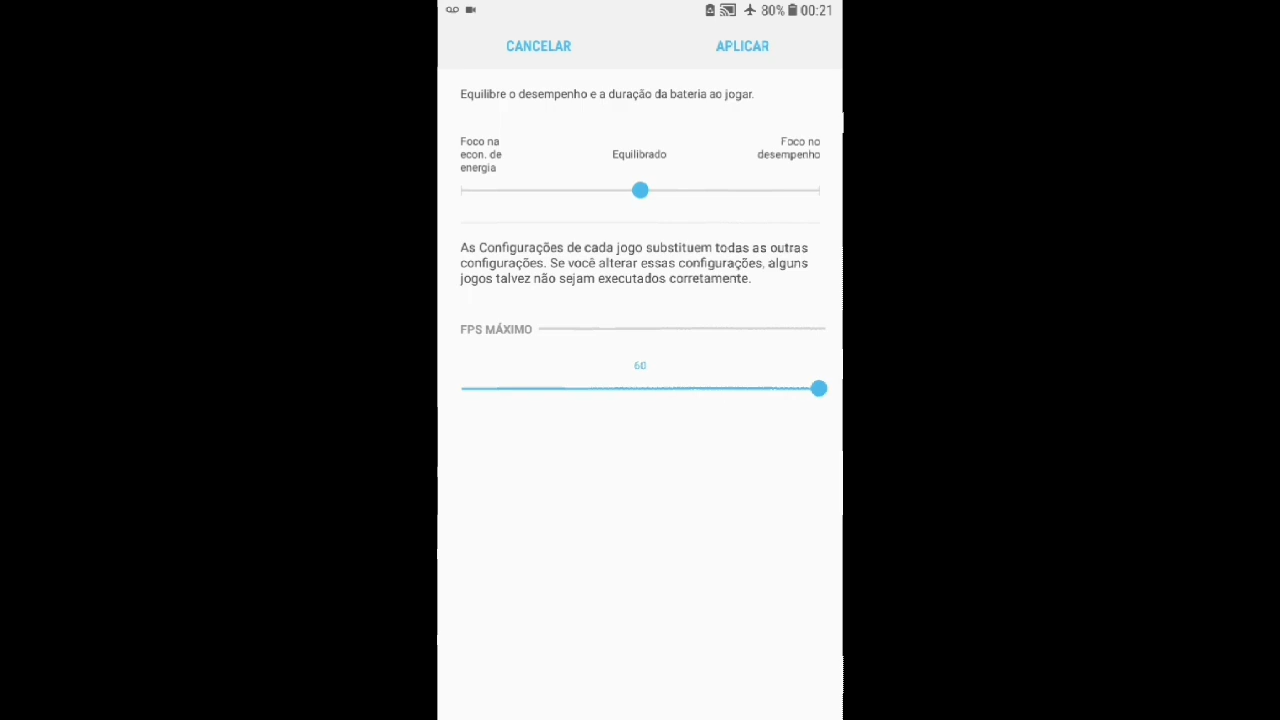 80% 00:21
CANCELAR APLICAR
Equilibre o desempenho e a duração da bateria ao jogar.
Foco na
econ. de
energia
Equilibrado
Foco no
desempenho
As Configurações de cada jogo substituem todas as outras
configurações. Se você alterar essas configurações, alguns
jogos talvez não sejam executados corretamente.
FPS MÁXIMO
60